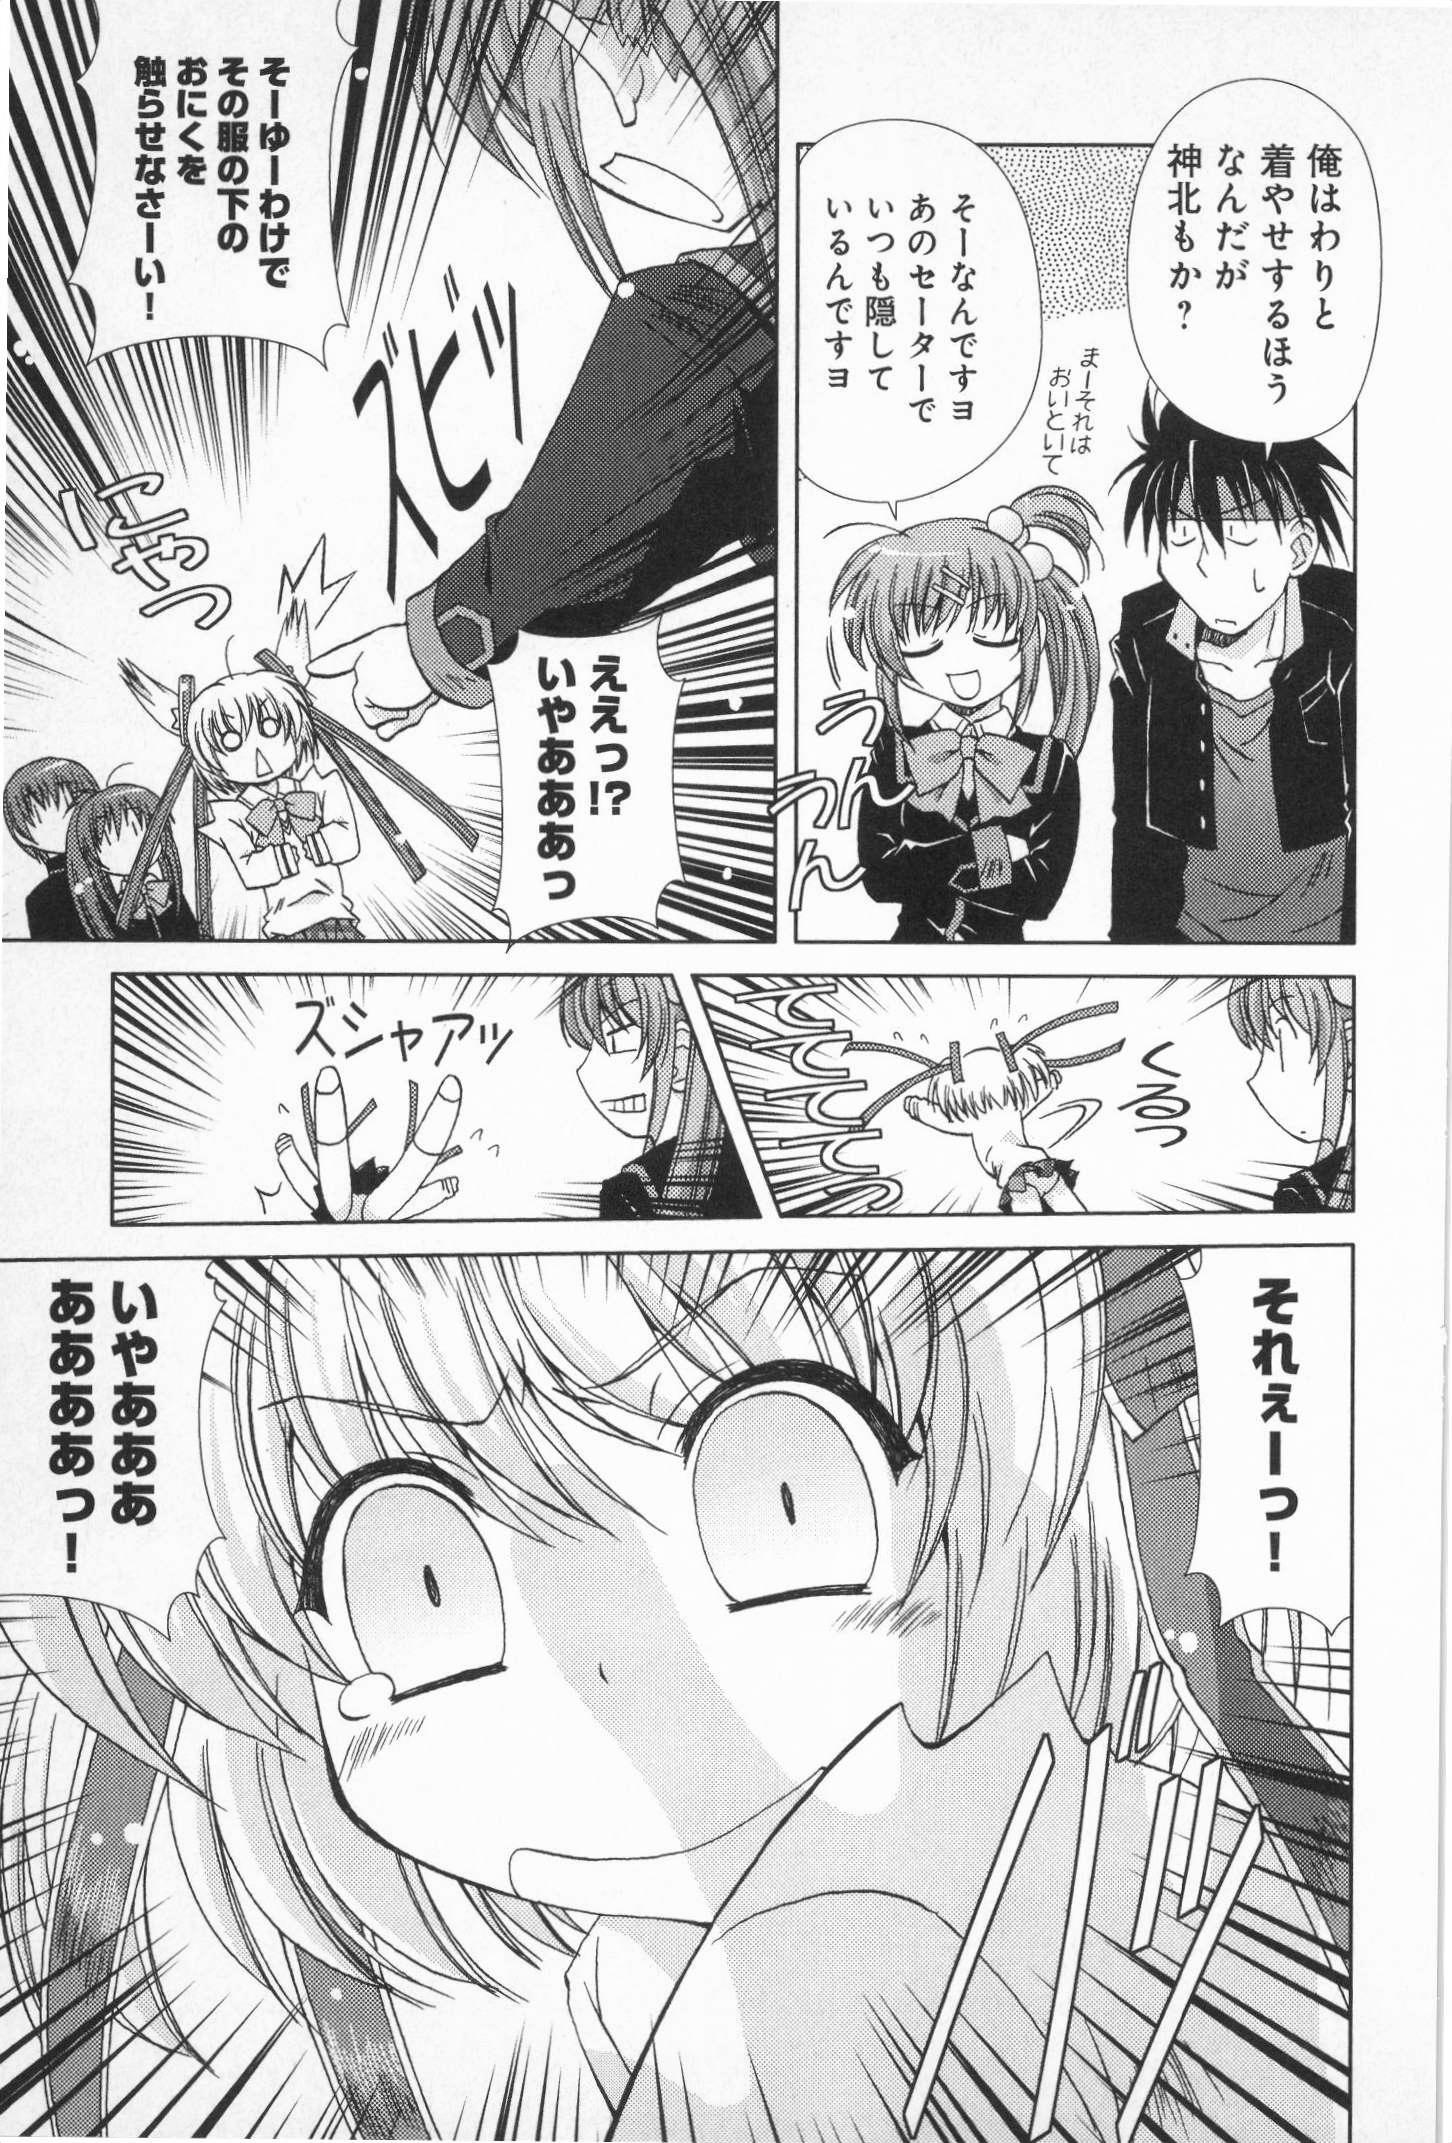 俺はわりと
着やせするほう
なんだが
神北もか?
まーそれは
おいといて
そーなんですヨ
あのセーターで
いつも隠して
いるんですヨ
うんうん
そーゆーわけで
その服の下の
おにくを
触らせなさーい!
ズビッ
にゃっ
ええっ!?
いやあああっ
くるっ
ズシャアッ
それぇーっ!
いやあああ
ああああっ!